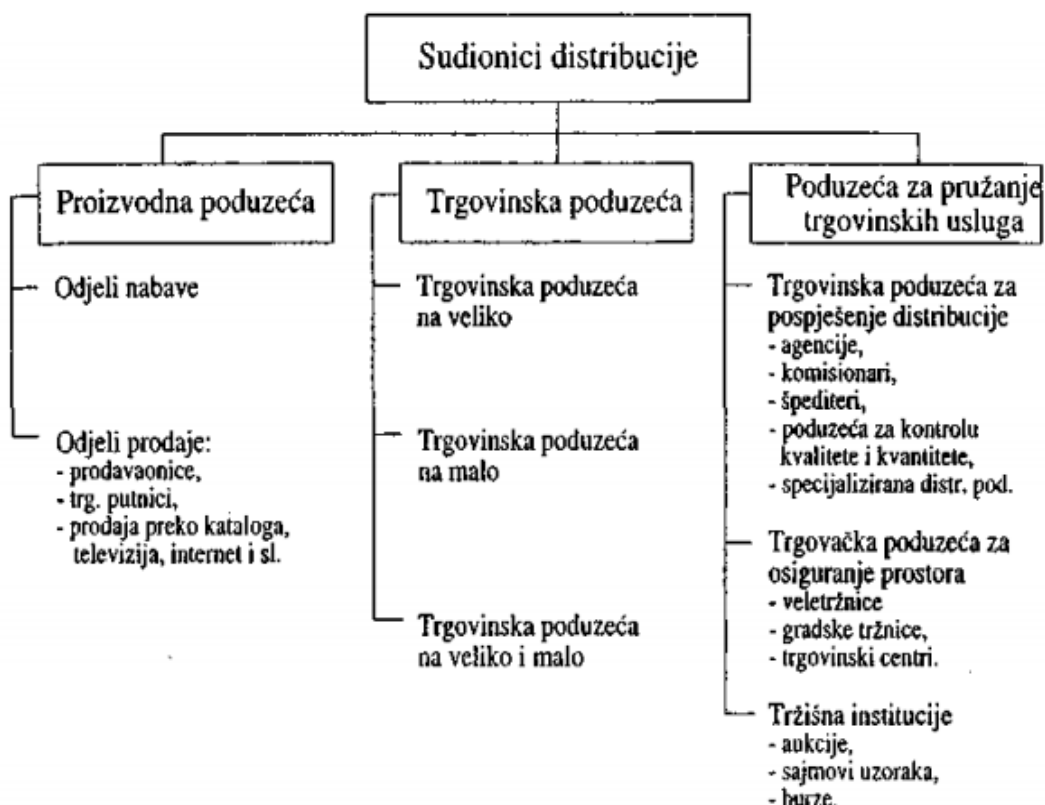 Sudionici distribucije
Proizvodna poduzeća
Odjeli nabave
Odjeli prodaje:
- prodavaonice,
- trg. putnici,
- prodaja preko kataloga,
televizija, internet i sl.
Trgovinska poduzeća
Trgovinska poduzeća
na veliko
Trgovinska poduzeća
na malo
Trgovinska poduzeća
na veliko i malo
Poduzeća za pružanje
trgovinskih usluga
Trgovinska poduzeća za
pospješenje distribucije
- agencije,
- komisionari,
- špediteri,
- poduzeća za kontrolu
kvalitete i kvantitete,
- specijalizirana distr. pod.
Trgovačka poduzeća za
osiguranje prostora
- veletržnice
- gradske tržnice,
- trgovinski centri.
Tržišna institucije
- aukcije,
- sajmovi uzoraka,
- burze.